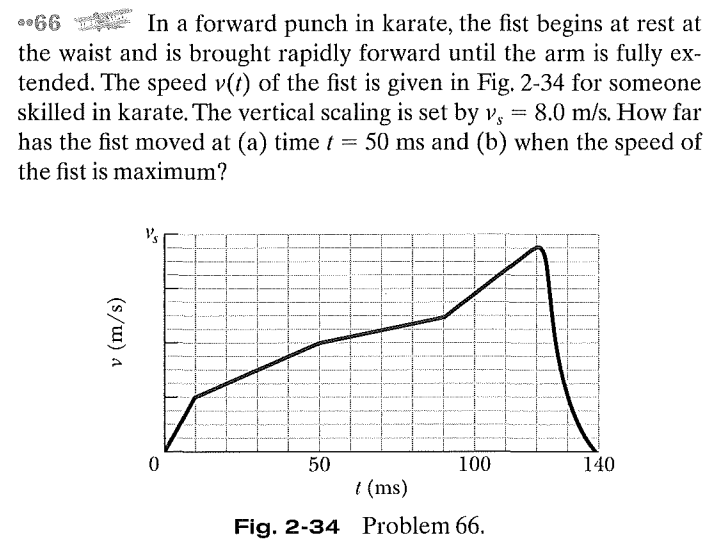 ••66 In a forward punch in karate, the fist begins at rest at
the waist and is brought rapidly forward until the arm is fully ex-
tended. The speed v(t) of the fist is given in Fig. 2-34 for someone
skilled in karate. The vertical scaling is set by vs = 8.0 m/s. How far
has the fist moved at (a) time t = 50 ms and (b) when the speed of
the fist is maximum?
vs
v (m/s)
0 50 100 140
t (ms)
Fig. 2-34 Problem 66.